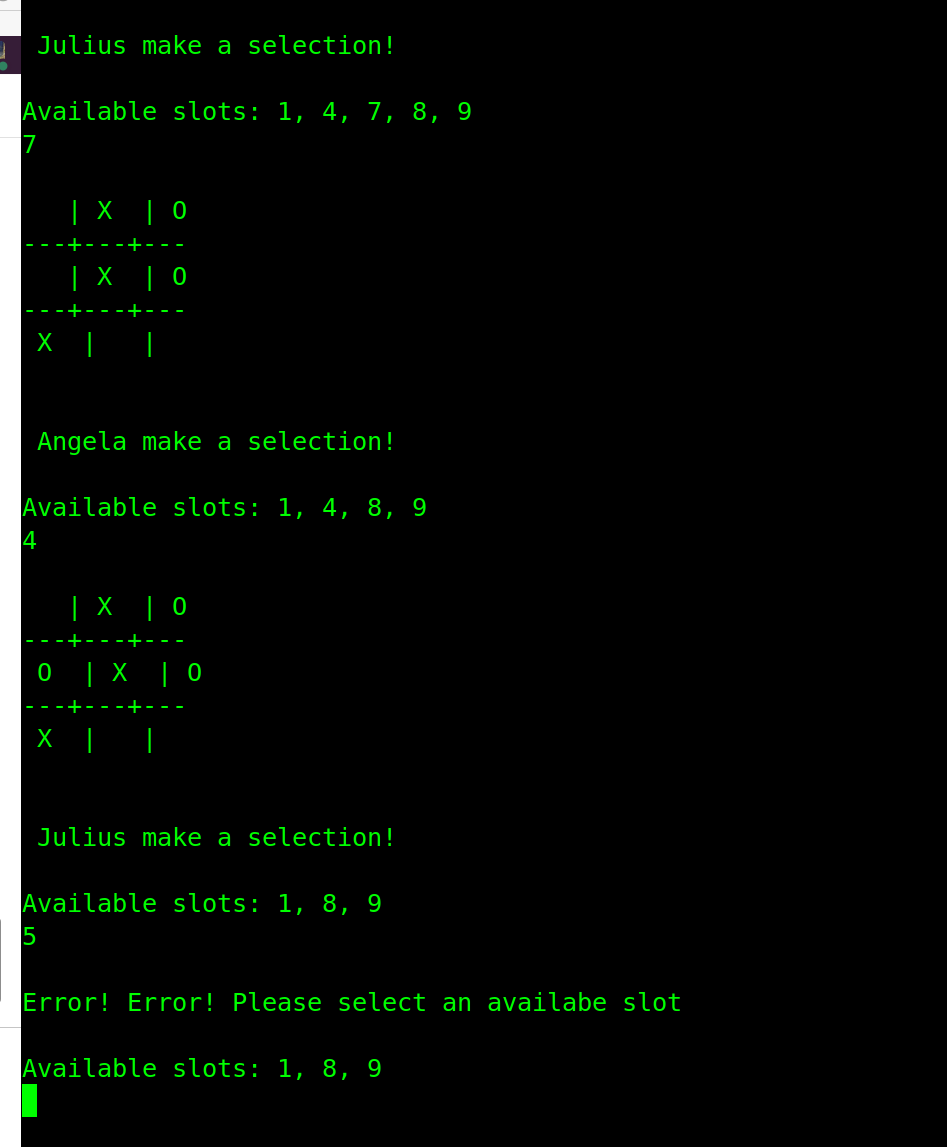 Julius make a selection!
Available slots: 1, 4, 7, 8, 9
7
   | X  | O
---+---+---
   | X  | O
---+---+---
 X  |   |
 Angela make a selection!
Available slots: 1, 4, 8, 9
4
   | X  | O
---+---+---
 O  | X  | O
---+---+---
 X  |   |
 Julius make a selection!
Available slots: 1, 8, 9
5
Error! Error! Please select an availabe slot
Available slots: 1, 8, 9